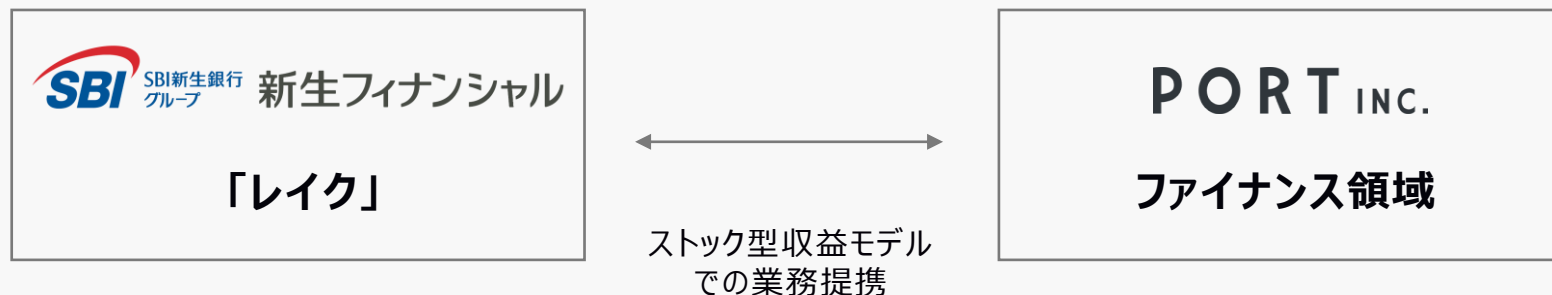 SBI SBI新生銀行
グループ 新生フィナンシャル
「レイク」
ストック型収益モデル
での業務提携
PORT INC.
ファイナンス領域